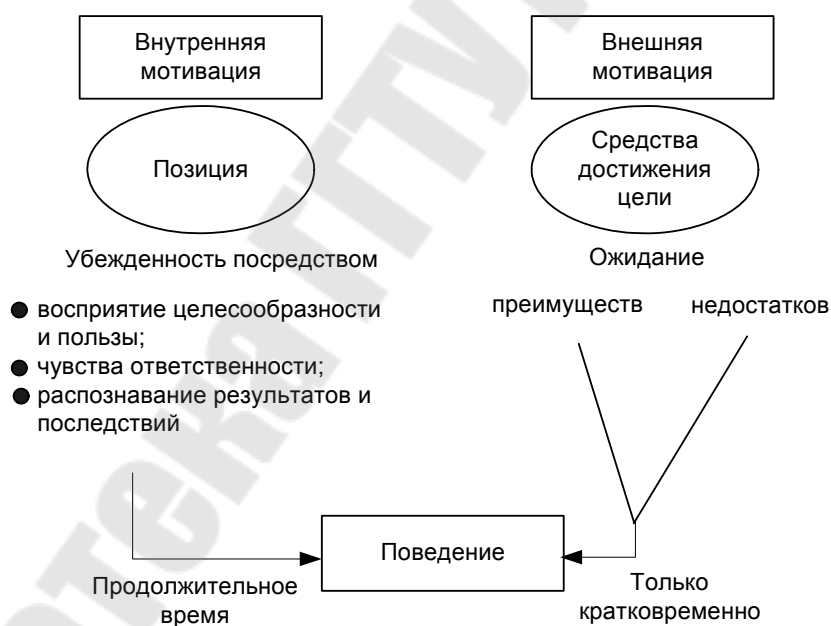 Внутренняя
мотивация
Внешняя
мотивация
Позиция
Средства
достижения
цели
Убежденность посредством
Ожидание
● восприятие целесообразности
и пользы;
● чувства ответственности;
● распознавание результатов и
последствий
преимуществ недостатков
Поведение
Продолжительное
время
Только
кратковременно